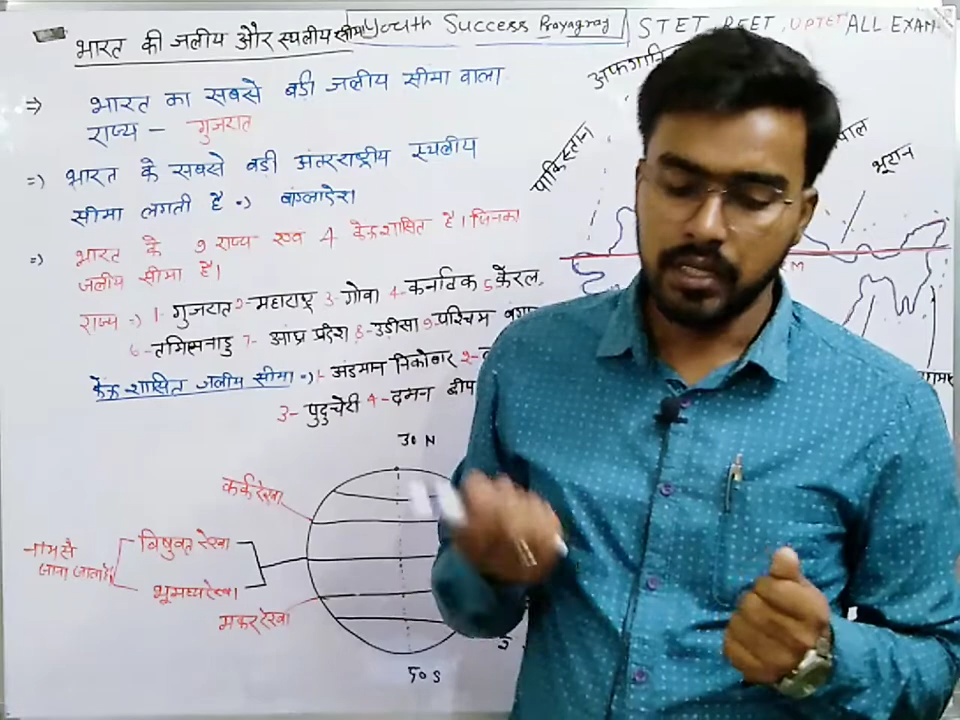 भारत की जलीय और स्थलीय सीमा Youth Success Prayagraj STET, REET, UPTET ALL EXAM
⇒ भारत का सबसे बड़ी जलीय सीमा वाला
राज्य – गुजरात
=) भारत के सबसे बडी अंतरराष्ट्रीय स्थलीय
सीमा लगती है =) बांग्लादेश
=) भारत के 9 राज्य एवं 4 केन्द्रशासित है। जिनका
जलीय सीमा है।
राज्य =) 1- गुजरात 2- महाराष्ट्र 3- गोवा 4- कर्नाटक 5 केरल,
6- तमिलनाडु 7- आंध्र प्रदेश 8- उड़ीसा 9- पश्चिम
केन्द्र शासित जलीय सीमा =) 1- अंडमान निकोबार 2-
3- पुदुचेरी 4- दमन दीप
पाकिस्तान
भूटान
M
30 N
कर्क रेखा
नाम से
जाना जाता है
विषुवत रेखा
भूमध्य रेखा
मकर रेखा
S